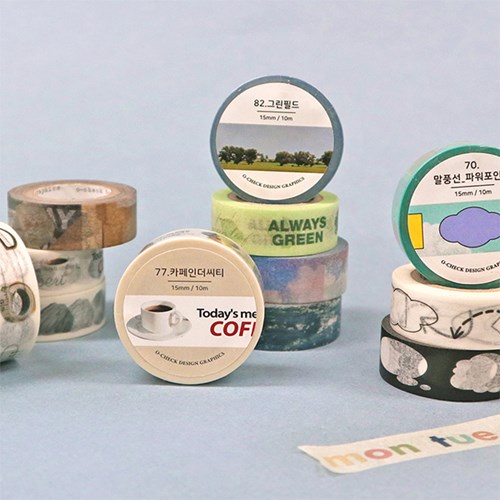 82.그린필드
15mm / 10m
O-CHECK DESIGN GRAPHICS
ALWAYS
GREEN
70.
말풍선_파워포인
15mm / 10m
O-CHECK DESIGN GRAPHICS
77.카페인더씨티
15mm / 10m
Today's me
COFF
O-CHECK DESIGN GRAPHICS
mon tue